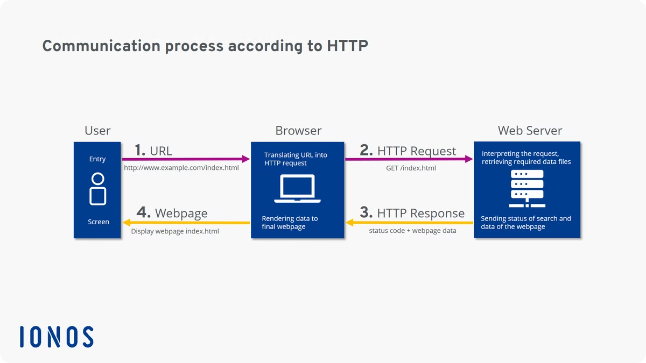 Communication process according to HTTP
User
Browser
Web Server
Entry
Screen
1. URL
http://www.example.com/index.html
4. Webpage
Display webpage index.html
Translating URL into
HTTP request
Rendering data to
final webpage
2. HTTP Request
GET /index.html
3. HTTP Response
status code + webpage data
Interpreting the request,
retrieving required data files
Sending status of search and
data of the webpage
IONOS